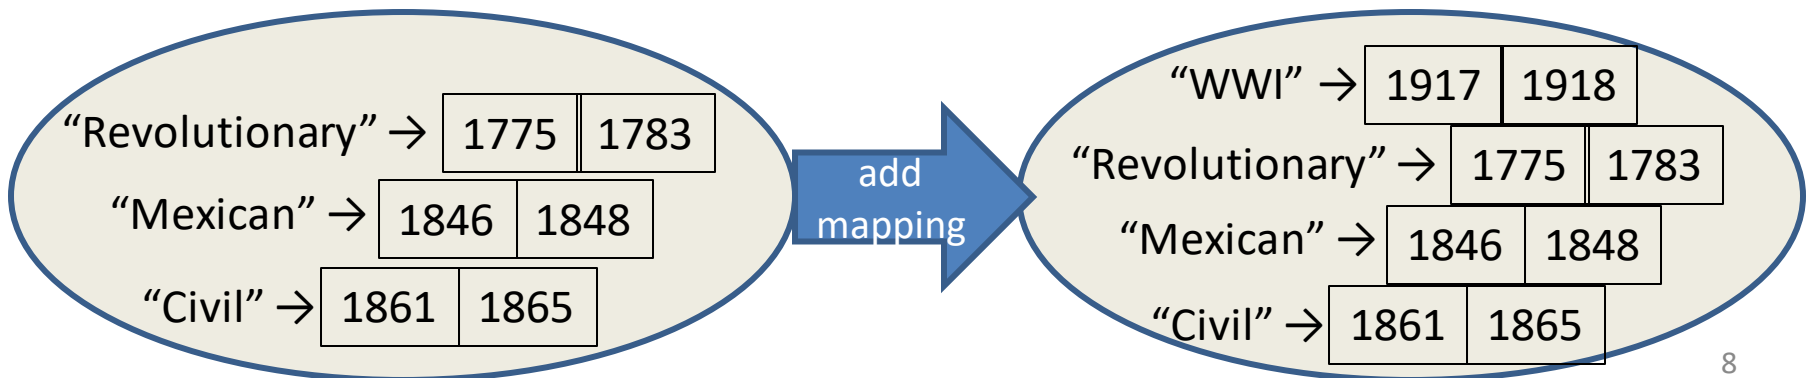 “Revolutionary” → 1775 1783
“Mexican” → 1846 1848
“Civil” → 1861 1865
add
mapping
“WWI” → 1917 1918
“Revolutionary” → 1775 1783
“Mexican” → 1846 1848
“Civil” → 1861 1865
8